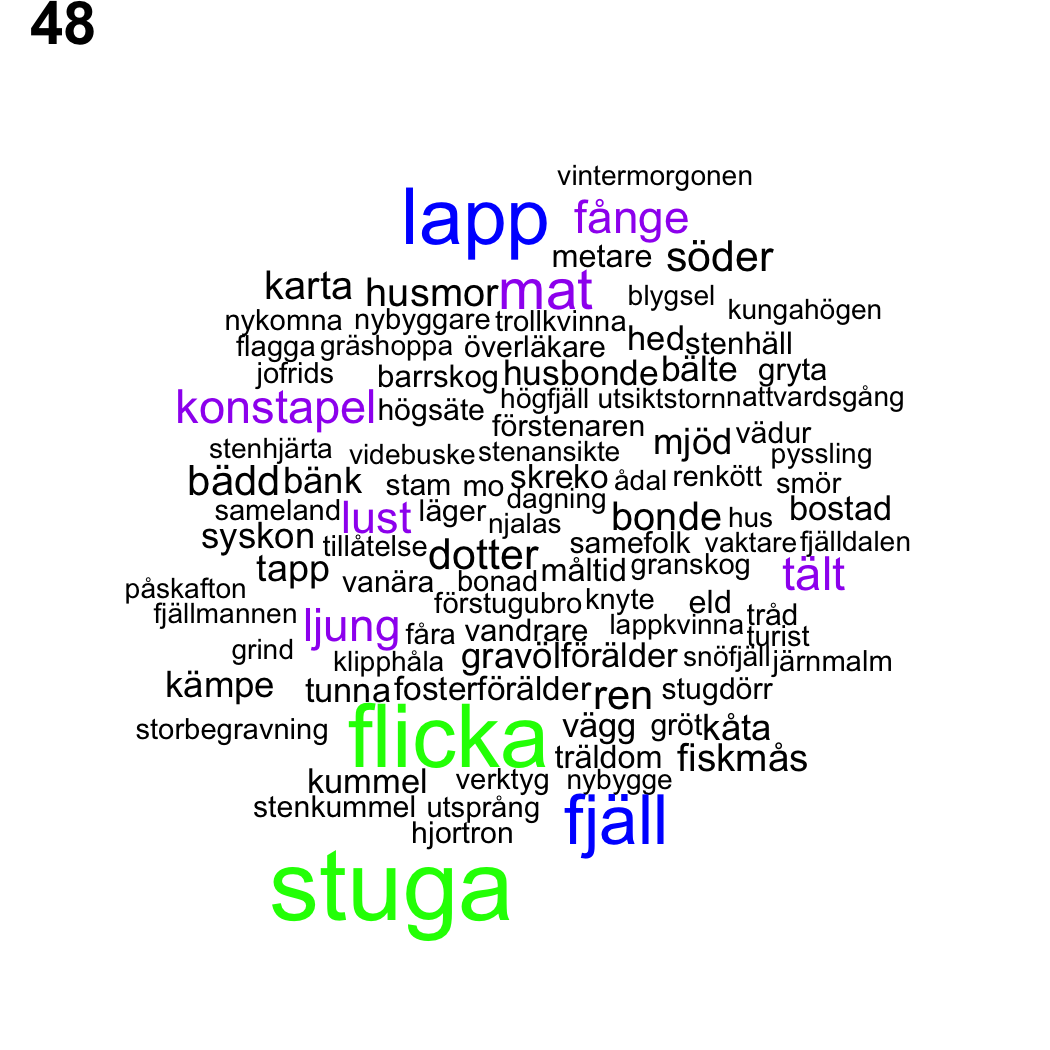 48
vintermorgonen
lapp fånge
metare söder
karta husmor mat blygsel kungahögen
nykomna nybyggare trollkvinna
flagga gräshoppa överläkare hed stenhäll
jofrids barrskog husbonde bälte gryta
konstapel högsäte högfjäll utsiktstorn nattvardsgång
förstenaren mjöd vädur
stenhjärta videbuske stenansikte pyssling
bädd bänk stam mo skreko ådal renkött smör
dagning
sameland lust läger njalas bonde hus bostad
syskon tillåtelse dotter samefolk vaktare fjälldalen
tapp vanära bonad måltid granskog tält
påskafton förstugubro knyte eld
fjällmannen ljung fåra vandrare lappkvinna tråd
turist
grind klipphåla gravöl förälder snöfjäll järnmalm
kämpe tunna fosterförälder ren stugdörr
storbegravning flicka vägg gröt kåta
träldom fiskmås
kummel verktyg nybygge
stenkummel utsprång fjäll
hjortron
stuga